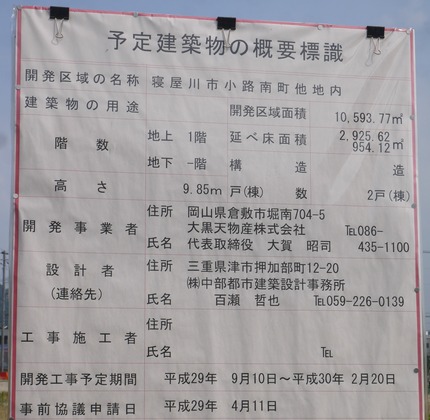 予定建築物の概要標識
開発区域の名称 寝屋川市小路南町他地内
建築物の用途 開発区域面積 10,593.77㎡
階数 地上 1階 延べ床面積 2,925.62㎡
954.12㎡
地下 -階 構造 造
高さ 9.85m 戸(棟)数 2戸(棟)
開発事業者 住所 岡山県倉敷市堀南704-5
大黒天物産株式会社 ℡086-
氏名 代表取締役 大賀 昭司 435-1100
設計者 住所 三重県津市押加部町12-20
(連絡先) ㈱中部都市建築設計事務所
氏名 百瀬 哲也 ℡059-226-0139
工事施工者 住所
氏名 ℡
開発工事予定期間 平成29年 9月10日～平成30年 2月20日
事前協議申請日 平成29年 4月11日